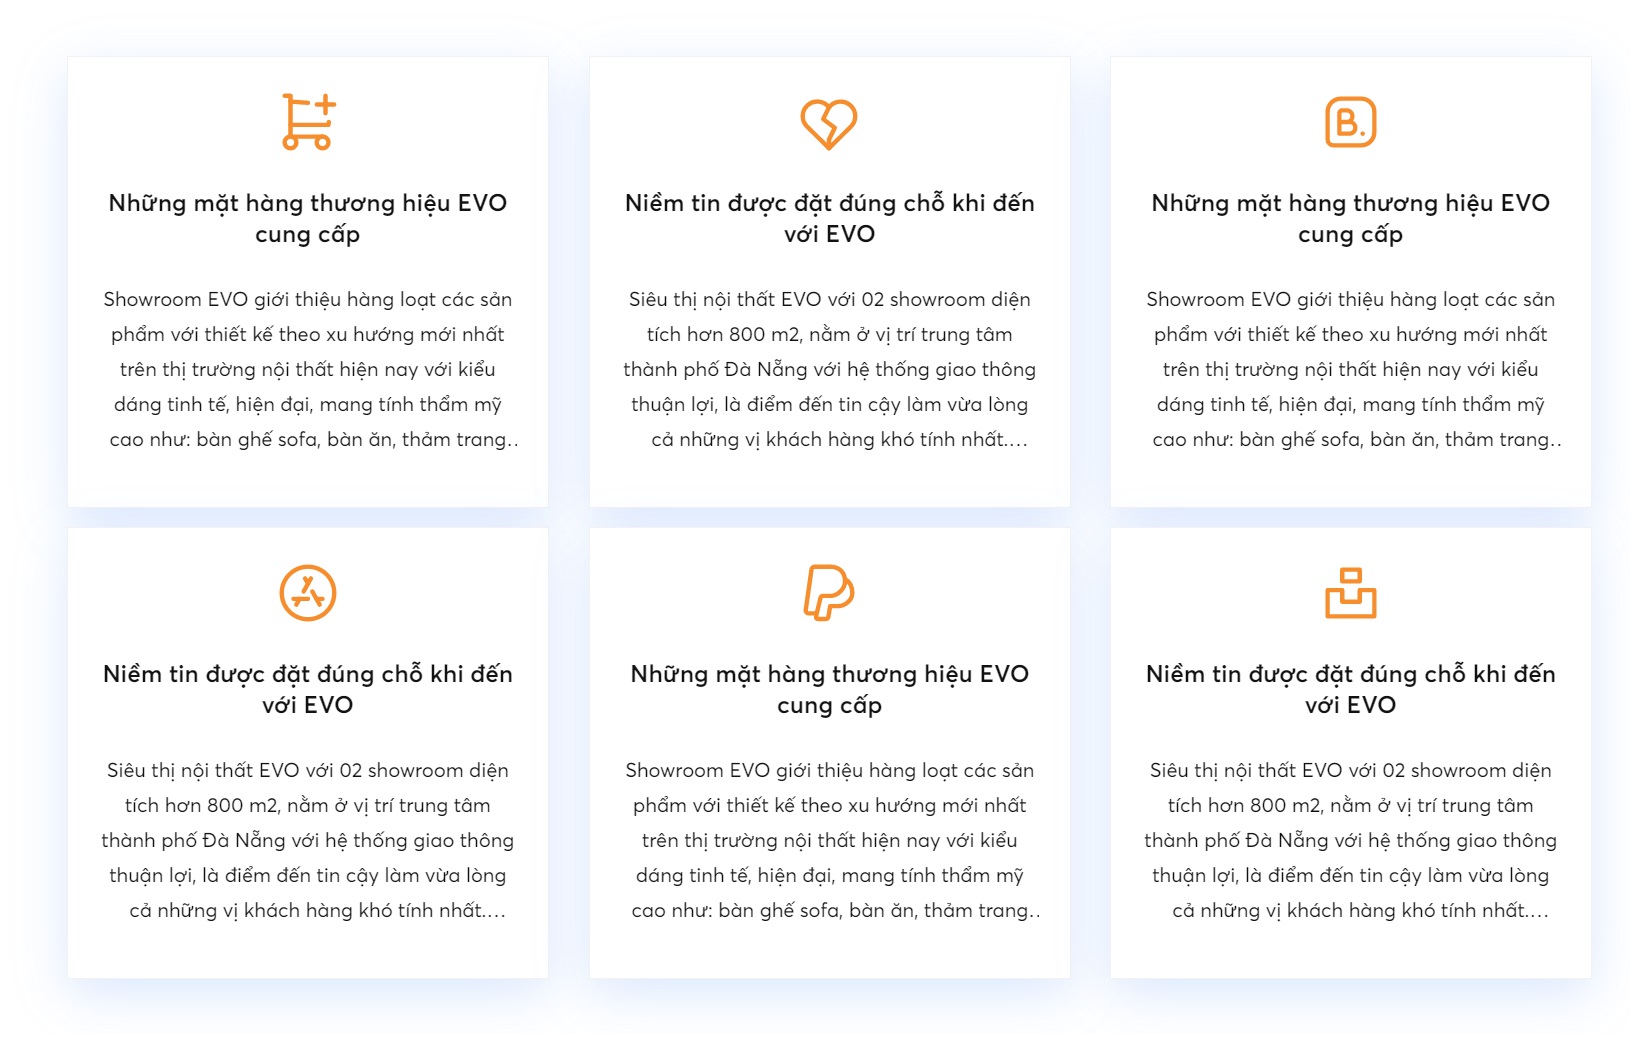 Những mặt hàng thương hiệu EVO
cung cấp
Showroom EVO giới thiệu hàng loạt các sản
phẩm với thiết kế theo xu hướng mới nhất
trên thị trường nội thất hiện nay với kiểu
dáng tinh tế, hiện đại, mang tính thẩm mỹ
cao như: bàn ghế sofa, bàn ăn, thảm trang..
Niềm tin được đặt đúng chỗ khi đến
với EVO
Siêu thị nội thất EVO với 02 showroom diện
tích hơn 800 m2, nằm ở vị trí trung tâm
thành phố Đà Nẵng với hệ thống giao thông
thuận lợi, là điểm đến tin cậy làm vừa lòng
cả những vị khách hàng khó tính nhất....
B.
Những mặt hàng thương hiệu EVO
cung cấp
Showroom EVO giới thiệu hàng loạt các sản
phẩm với thiết kế theo xu hướng mới nhất
trên thị trường nội thất hiện nay với kiểu
dáng tinh tế, hiện đại, mang tính thẩm mỹ
cao như: bàn ghế sofa, bàn ăn, thảm trang..
Niềm tin được đặt đúng chỗ khi đến
với EVO
Siêu thị nội thất EVO với 02 showroom diện
tích hơn 800 m2, nằm ở vị trí trung tâm
thành phố Đà Nẵng với hệ thống giao thông
thuận lợi, là điểm đến tin cậy làm vừa lòng
cả những vị khách hàng khó tính nhất....
Những mặt hàng thương hiệu EVO
cung cấp
Showroom EVO giới thiệu hàng loạt các sản
phẩm với thiết kế theo xu hướng mới nhất
trên thị trường nội thất hiện nay với kiểu
dáng tinh tế, hiện đại, mang tính thẩm mỹ
cao như: bàn ghế sofa, bàn ăn, thảm trang..
Niềm tin được đặt đúng chỗ khi đến
với EVO
Siêu thị nội thất EVO với 02 showroom diện
tích hơn 800 m2, nằm ở vị trí trung tâm
thành phố Đà Nẵng với hệ thống giao thông
thuận lợi, là điểm đến tin cậy làm vừa lòng
cả những vị khách hàng khó tính nhất....